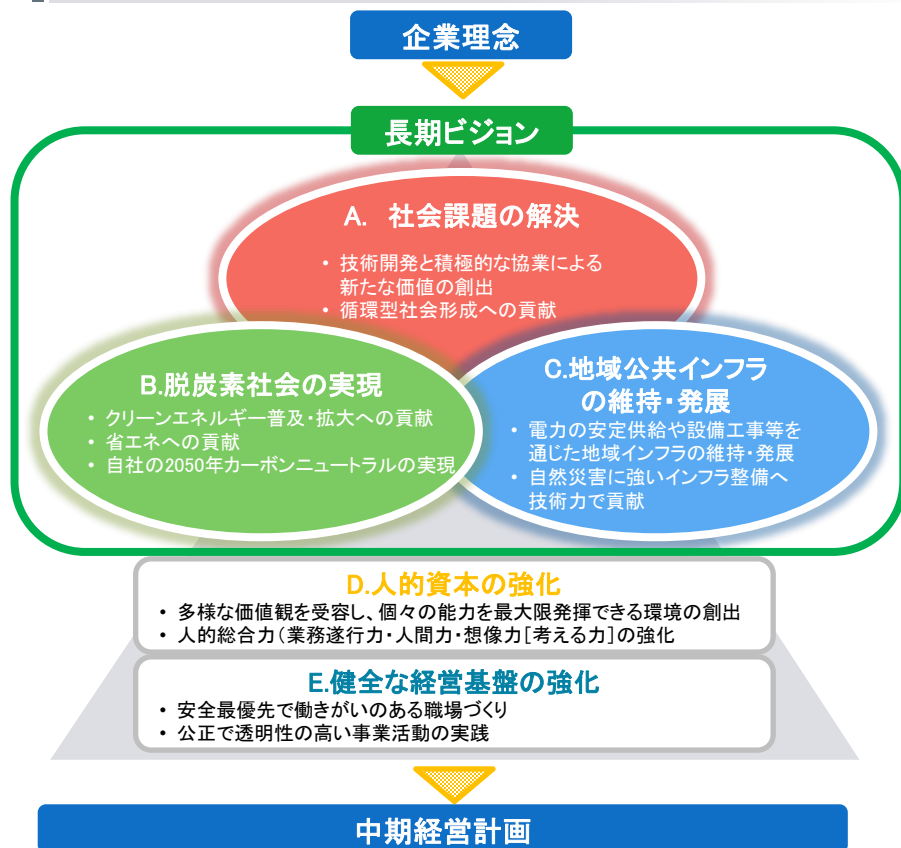 企業理念
長期ビジョン
A. 社会課題の解決
• 技術開発と積極的な協業による
新たな価値の創出
• 循環型社会形成への貢献
B.脱炭素社会の実現
• クリーンエネルギー普及・拡大への貢献
• 省エネへの貢献
• 自社の2050年カーボンニュートラルの実現
C.地域公共インフラ
の維持・発展
• 電力の安定供給や設備工事等を
通じた地域インフラの維持・発展
• 自然災害に強いインフラ整備へ
技術力で貢献
D.人的資本の強化
• 多様な価値観を受容し、個々の能力を最大限発揮できる環境の創出
• 人的総合力(業務遂行力・人間力・想像力[考える力]の強化
E.健全な経営基盤の強化
• 安全最優先で働きがいのある職場づくり
• 公正で透明性の高い事業活動の実践
中期経営計画